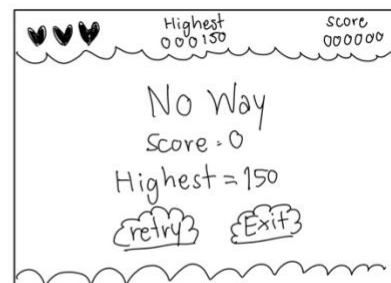 Highest
000150
score
000000
No Way
Score = 0
Highest = 150
retry
Exit